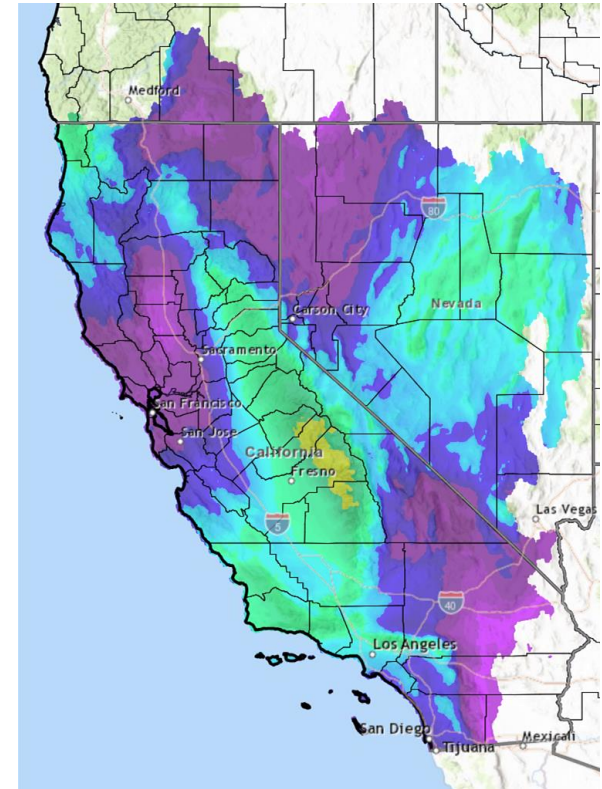 Medford
80
Nevada
Carson City
Sacramento
San Francisco
San Jose
California
Fresno
5
Las Vegas
40
Los Angeles
San Diego
Mexicali
Tijuana